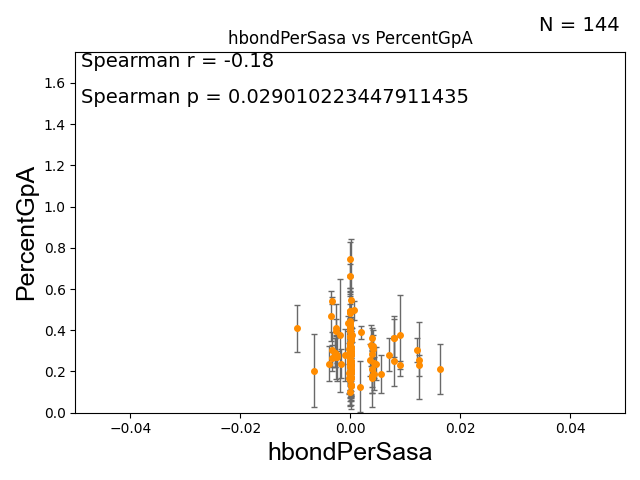 N = 144
hbondPerSasa vs PercentGpA
Spearman r = -0.18
Spearman p = 0.029010223447911435
PercentGpA
1.6
1.4
1.2
1.0
0.8
0.6
0.4
0.2
0.0
−0.04 −0.02 0.00 0.02 0.04
hbondPerSasa